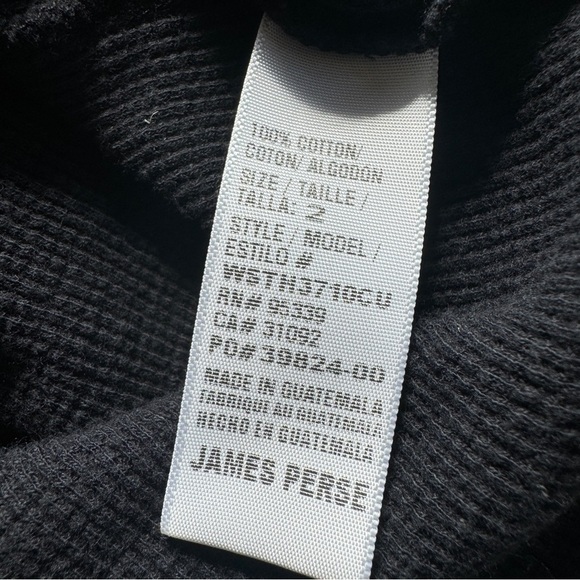 100% COTTON/
COTON/ ALGODON
SIZE / TAILLE /
TALLA: 2
STYLE / MODEL /
ESTILO #
WSTH3710CU
RN# 95339
CA# 31092
PO# 39824-00
MADE IN GUATEMALA
FABRIQUE AU GUATEMALA
HECHO EN GUATEMALA
JAMES PERSE